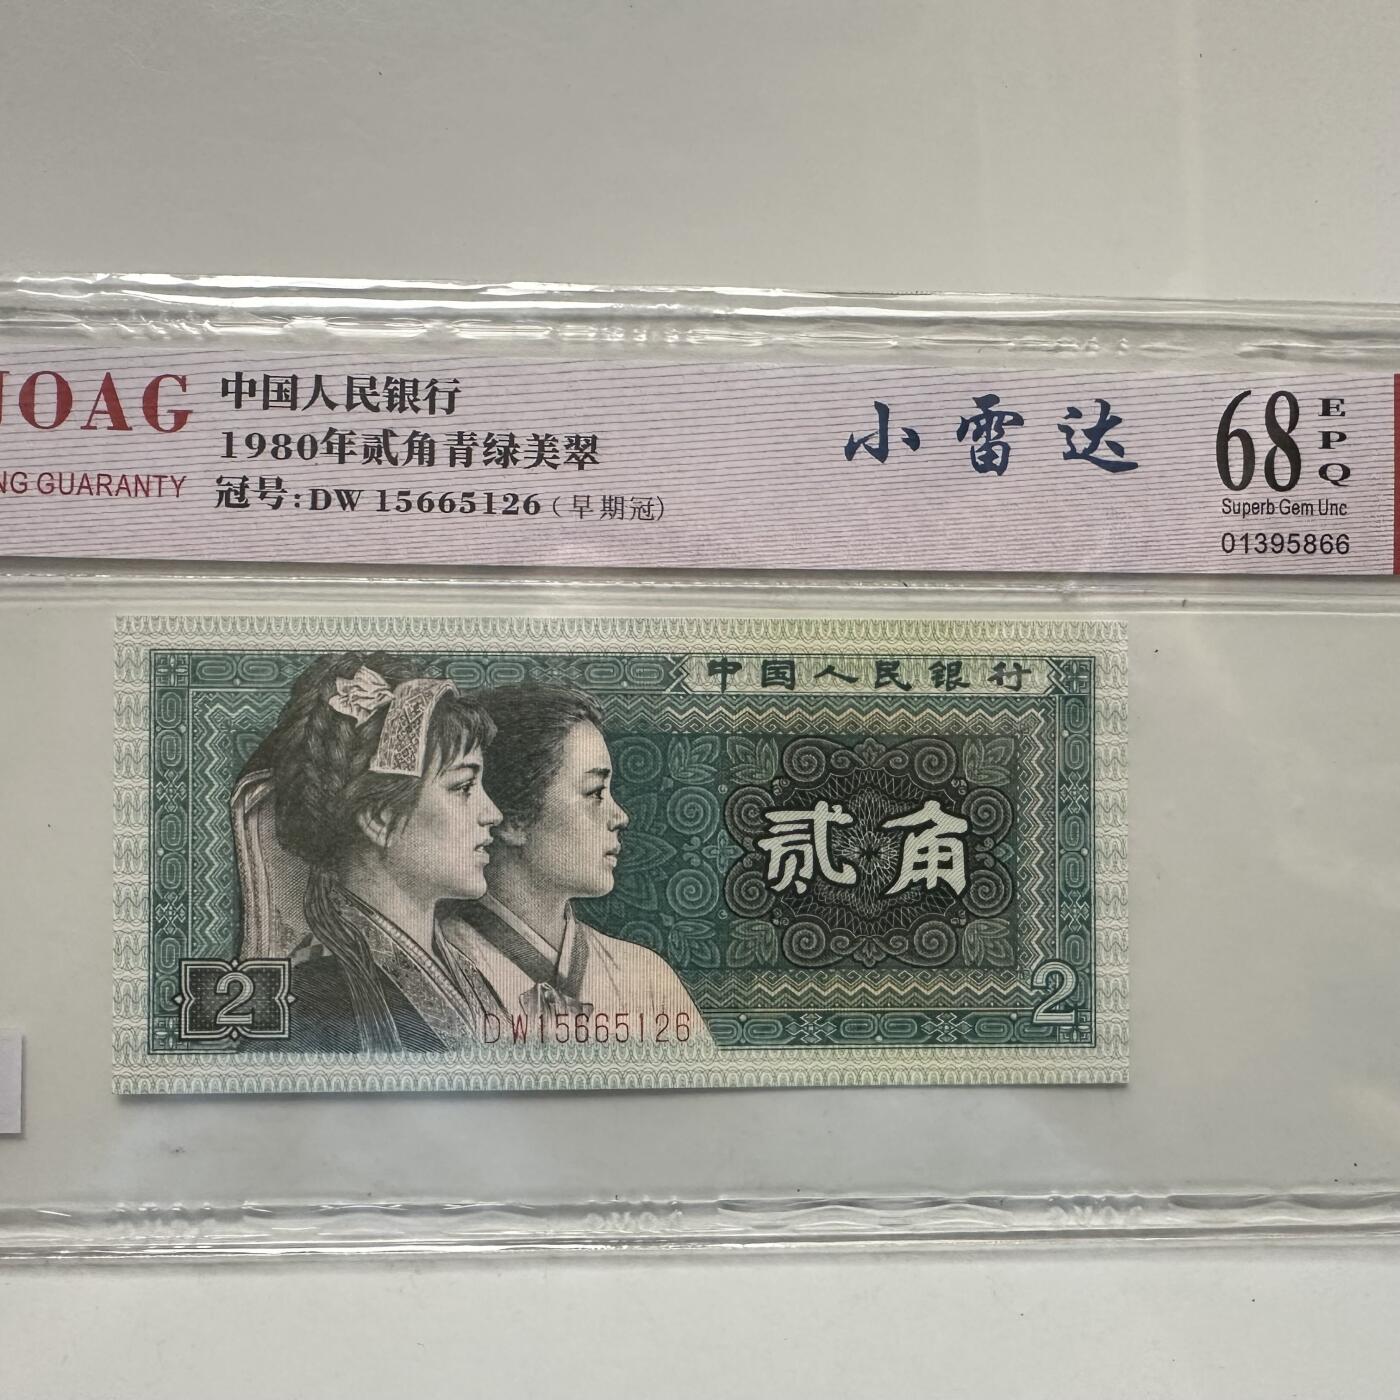 JOAG
NG GUARANTY
中国人民银行
1980年贰角青绿美翠
冠号:DW 15665126(早期冠)
小雷达
68 EPQ
Superb Gem Unc
01395866
中国人民银行
贰角
2
2
DW15665126